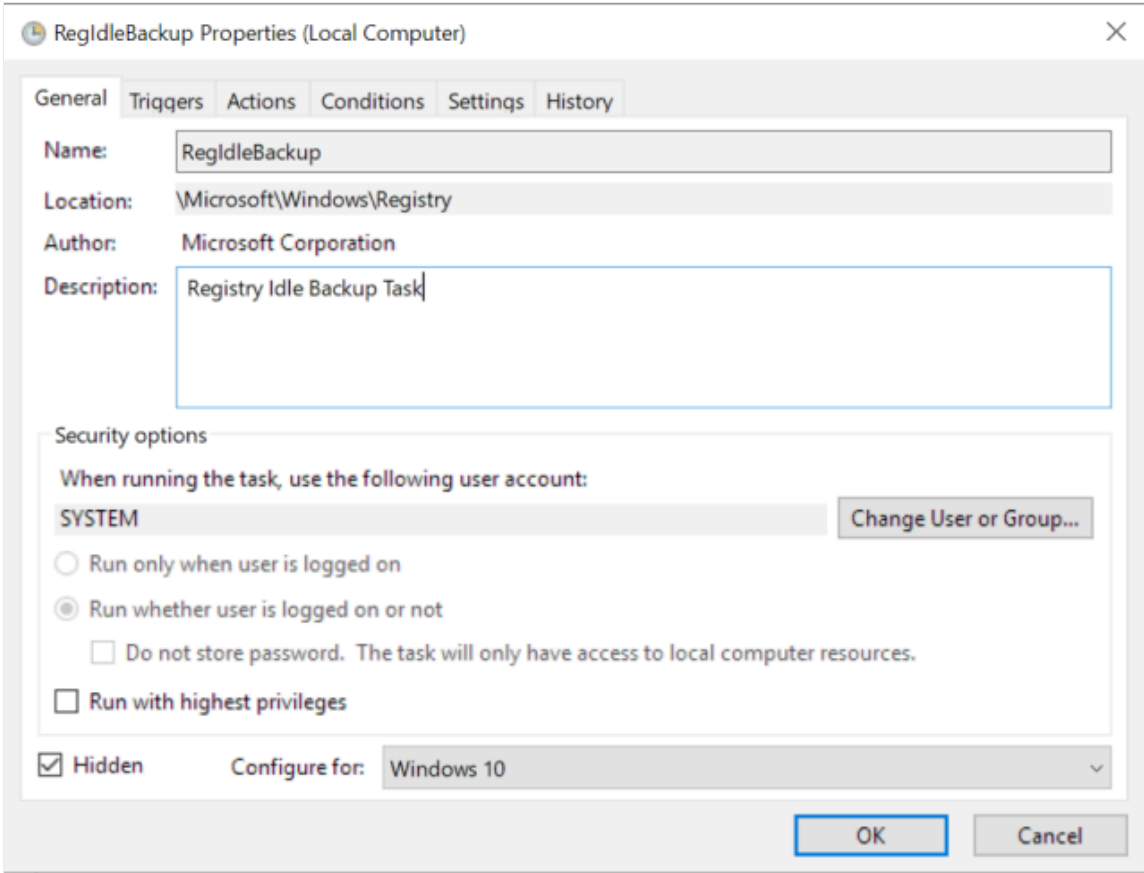 RegIdleBackup Properties (Local Computer)
General Triggers Actions Conditions Settings History
Name: RegIdleBackup
Location: \Microsoft\Windows\Registry
Author: Microsoft Corporation
Description: Registry Idle Backup Task
Security options
When running the task, use the following user account:
SYSTEM Change User or Group...
Run only when user is logged on
Run whether user is logged on or not
Do not store password. The task will only have access to local computer resources.
Run with highest privileges
Hidden Configure for: Windows 10
OK Cancel